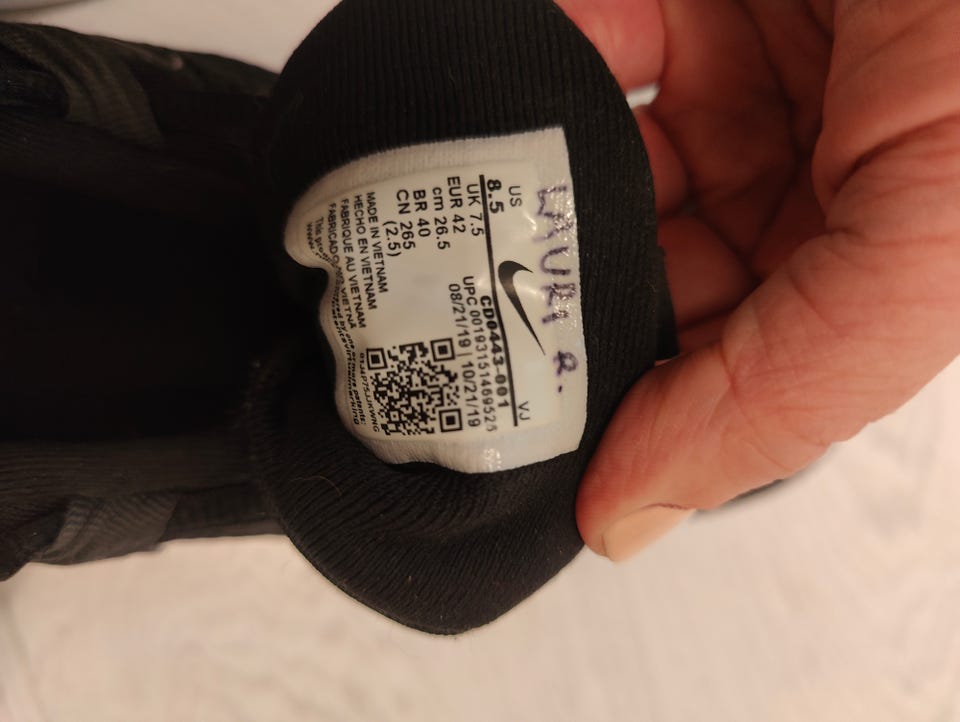 LAURI R.
US
8.5
VJ
UK 7.5
EUR 42
cm 26.5
BR 40
CN 265
(2.5)
CD0443-001
UPC 00193151469525
08/21/19 | 10/21/19
MADE IN VIETNAM
HECHO EN VIETNAM
FABRIQUE AU VIETNAM